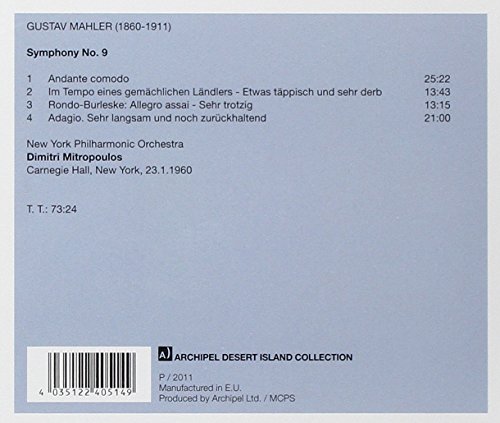 GUSTAV MAHLER (1860-1911)
Symphony No. 9
1 Andante comodo 25:22
2 Im Tempo eines gemächlichen Ländlers - Etwas täppisch und sehr derb 13:43
3 Rondo-Burleske: Allegro assai - Sehr trotzig 13:15
4 Adagio. Sehr langsam und noch zurückhaltend 21:00
New York Philharmonic Orchestra
Dimitri Mitropoulos
Carnegie Hall, New York, 23.1.1960
T. T.: 73:24
A) ARCHIPEL DESERT ISLAND COLLECTION
P / 2011
Manufactured in E.U.
Produced by Archipel Ltd. / MCPS
4 035122 405149